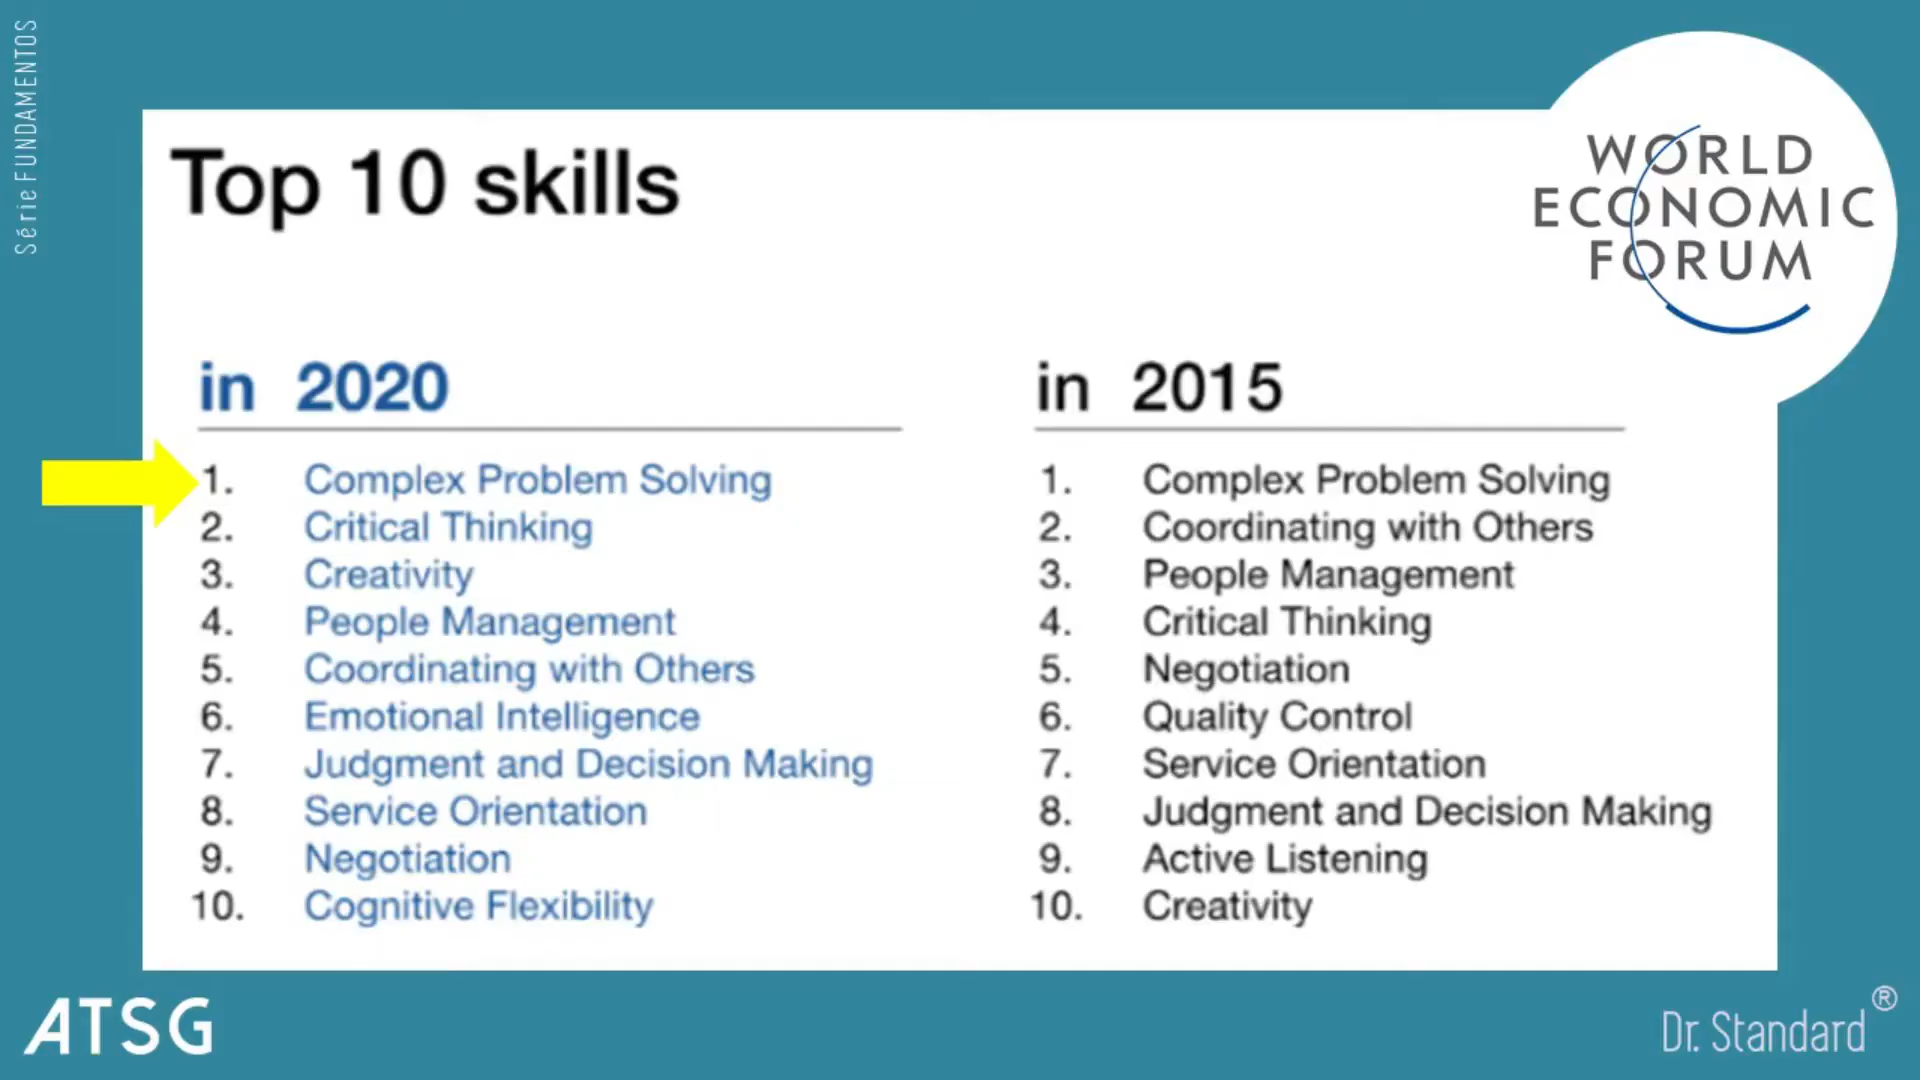 Série FUNDAMENTOS
WORLD
ECONOMIC
FORUM
Top 10 skills
in 2020
1. Complex Problem Solving
2. Critical Thinking
3. Creativity
4. People Management
5. Coordinating with Others
6. Emotional Intelligence
7. Judgment and Decision Making
8. Service Orientation
9. Negotiation
10. Cognitive Flexibility
in 2015
1. Complex Problem Solving
2. Coordinating with Others
3. People Management
4. Critical Thinking
5. Negotiation
6. Quality Control
7. Service Orientation
8. Judgment and Decision Making
9. Active Listening
10. Creativity
ATSG
Dr. Standard®